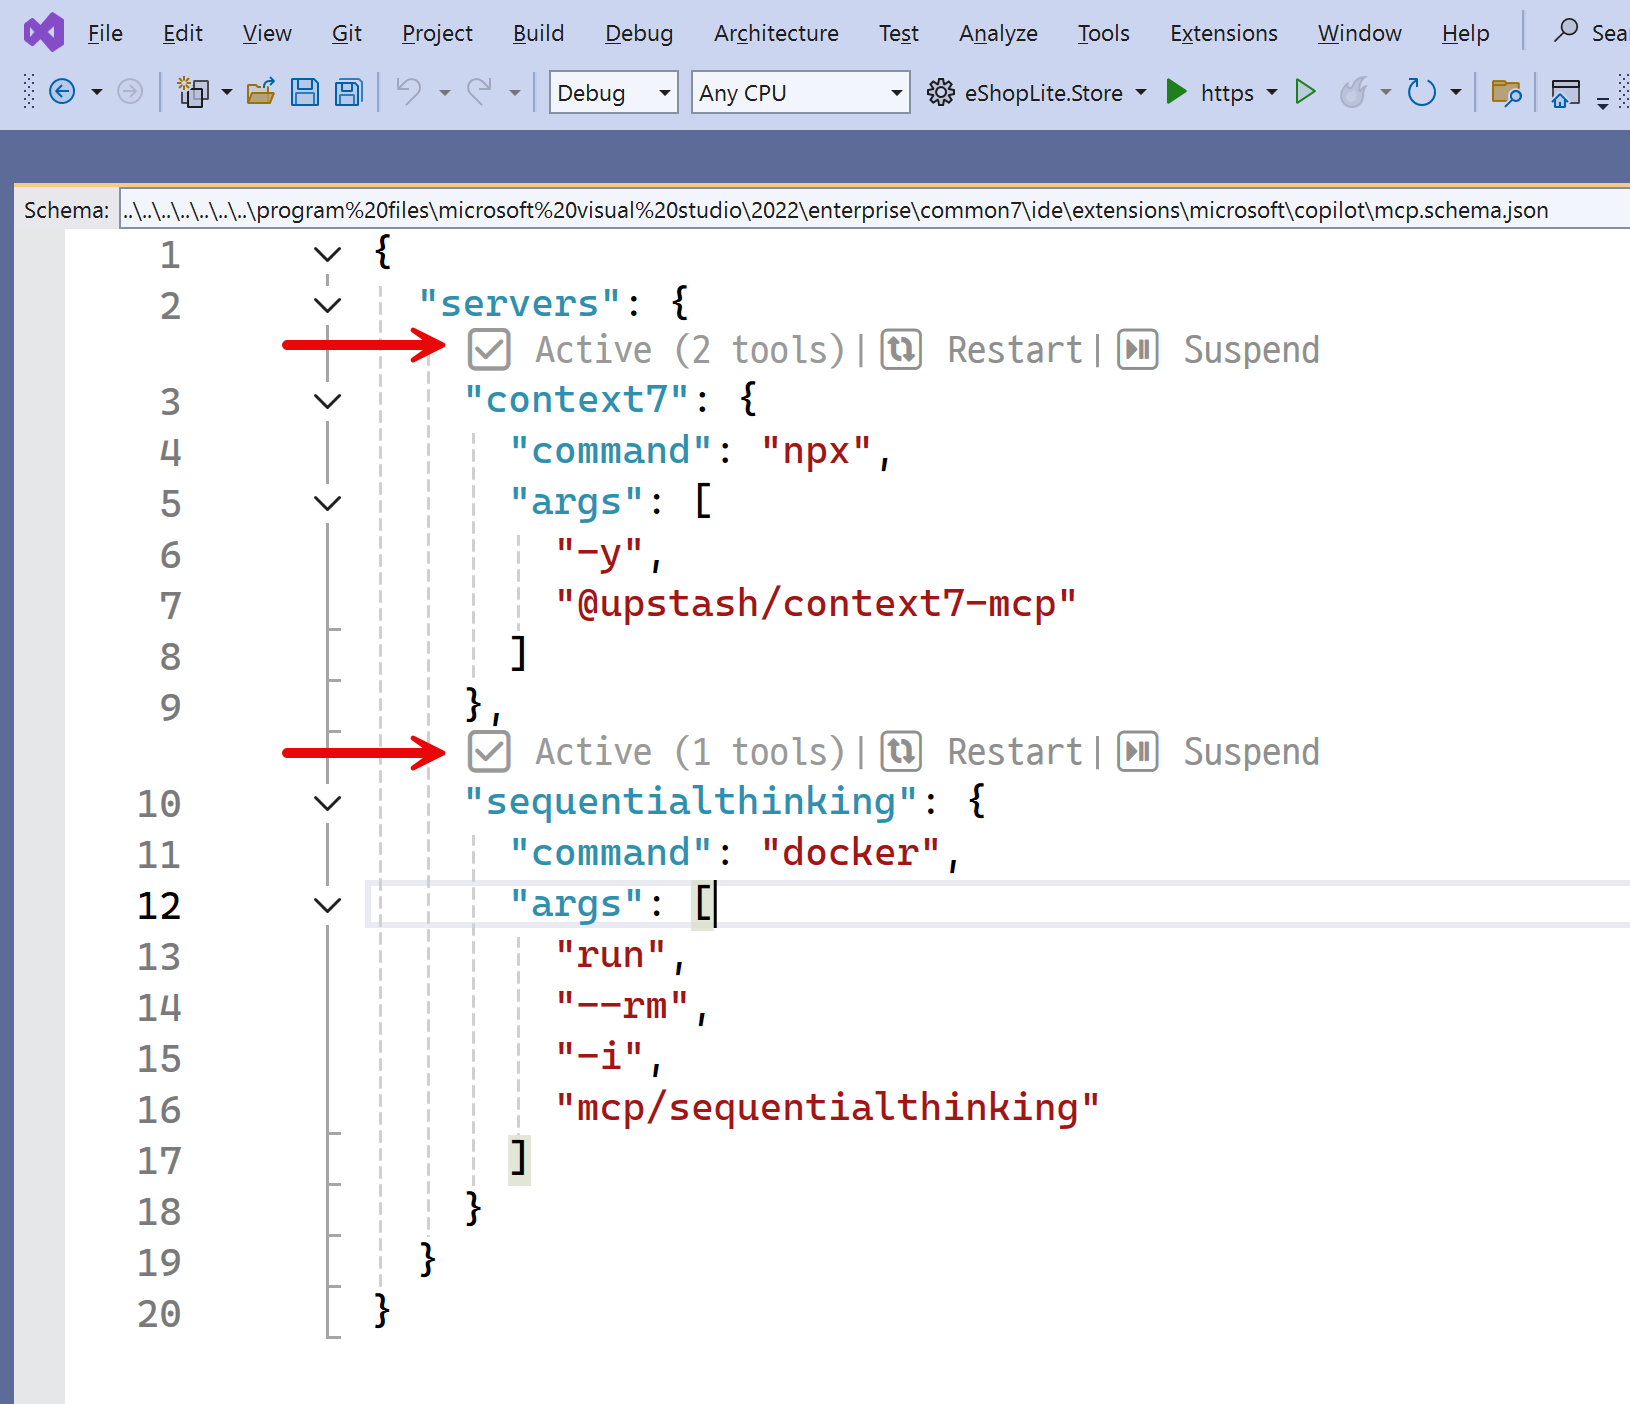 File Edit View Git Project Build Debug Architecture Test Analyze Tools Extensions Window Help
Debug Any CPU eShopLite.Store https
Schema: ..\..\..\..\..\..\..\program%20files\microsoft%20visual%20studio\2022\enterprise\common7\ide\extensions\microsoft\copilot\mcp.schema.json
1 {
2 "servers": {
Active (2 tools) | Restart | Suspend
3 "context7": {
4 "command": "npx",
5 "args": [
6 "-y",
7 "@upstash/context7-mcp"
8 ]
9 },
Active (1 tools) | Restart | Suspend
10 "sequentialthinking": {
11 "command": "docker",
12 "args": [
13 "run",
14 "--rm",
15 "-i",
16 "mcp/sequentialthinking"
17 ]
18 }
19 }
20 }